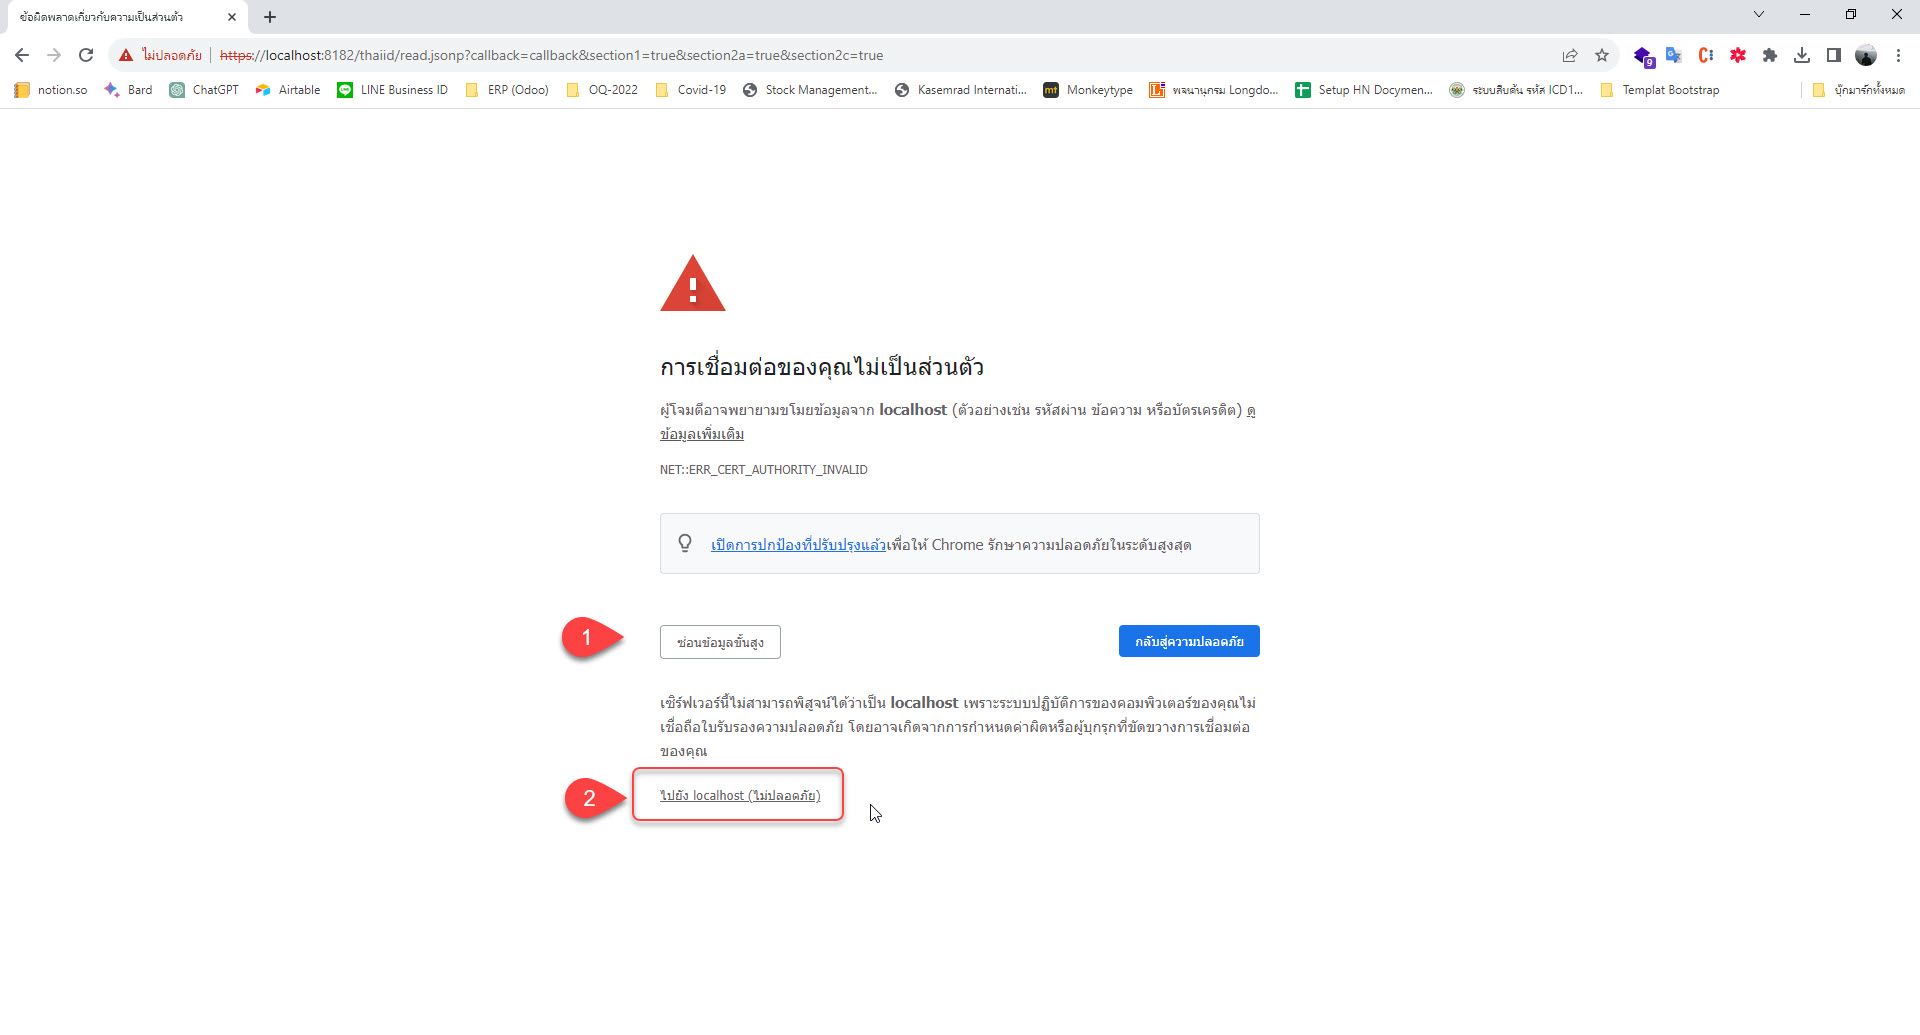 ข้อผิดพลาดเกี่ยวกับความเป็นส่วนตัว
ไม่ปลอดภัย https://localhost:8182/thaiid/read.jsonp?callback=callback&section1=true&section2a=true&section2c=true
9
notion.so Bard ChatGPT Airtable LINE Business ID ERP (Odoo) OQ-2022 Covid-19 Stock Management... Kasemrad Internati... mt Monkeytype พจนานุกรม Longdo... Setup HN Docymen... ระบบสืบค้น รหัส ICD1... Templat Bootstrap บุ๊กมาร์กทั้งหมด
การเชื่อมต่อของคุณไม่เป็นส่วนตัว
ผู้โจมตีอาจพยายามขโมยข้อมูลจาก localhost (ตัวอย่างเช่น รหัสผ่าน ข้อความ หรือบัตรเครดิต) ดู
ข้อมูลเพิ่มเติม
NET::ERR_CERT_AUTHORITY_INVALID
เปิดการปกป้องที่ปรับปรุงแล้วเพื่อให้ Chrome รักษาความปลอดภัยในระดับสูงสุด
1 ซ่อนข้อมูลขั้นสูง กลับสู่ความปลอดภัย
เซิร์ฟเวอร์นี้ไม่สามารถพิสูจน์ได้ว่าเป็น localhost เพราะระบบปฏิบัติการของคอมพิวเตอร์ของคุณไม่
เชื่อถือใบรับรองความปลอดภัย โดยอาจเกิดจากการกำหนดค่าผิดหรือผู้บุกรุกที่ขัดขวางการเชื่อมต่อ
ของคุณ
2 ไปยัง localhost (ไม่ปลอดภัย)